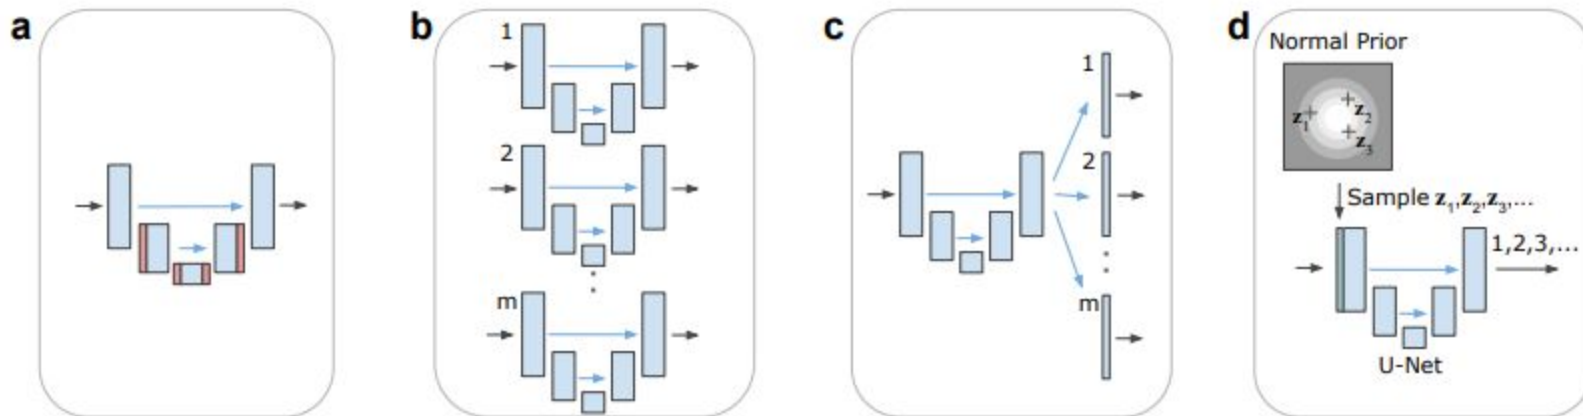 a
b
1
2
m
c
1
2
m
d
Normal Prior
z1
z2
z3
Sample z1,z2,z3,...
1,2,3,...
U-Net